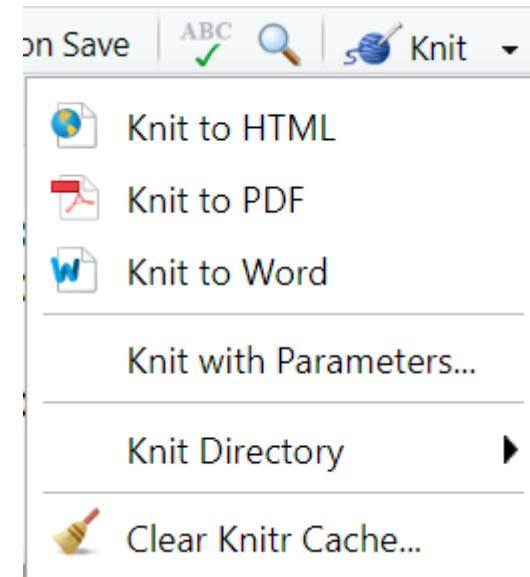 on Save ABC Knit
Knit to HTML
Knit to PDF
W Knit to Word
Knit with Parameters...
Knit Directory
Clear Knitr Cache...